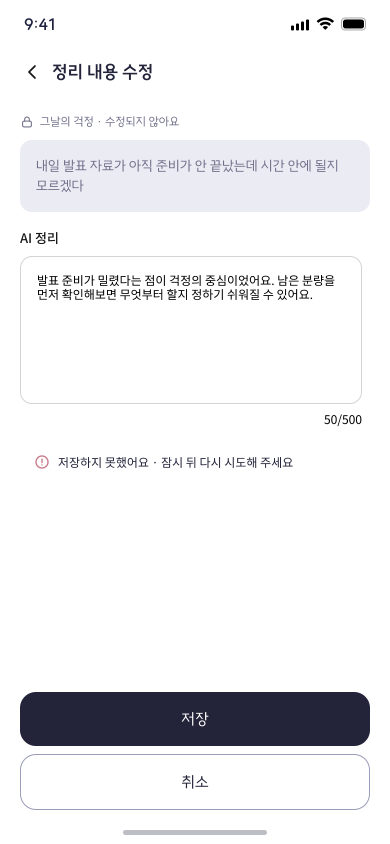 9:41
정리 내용 수정
그날의 걱정 · 수정되지 않아요
내일 발표 자료가 아직 준비가 안 끝났는데 시간 안에 될지
모르겠다
AI 정리
발표 준비가 밀렸다는 점이 걱정의 중심이었어요. 남은 분량을
먼저 확인해보면 무엇부터 할지 정하기 쉬워질 수 있어요.
50/500
저장하지 못했어요 · 잠시 뒤 다시 시도해 주세요
저장
취소